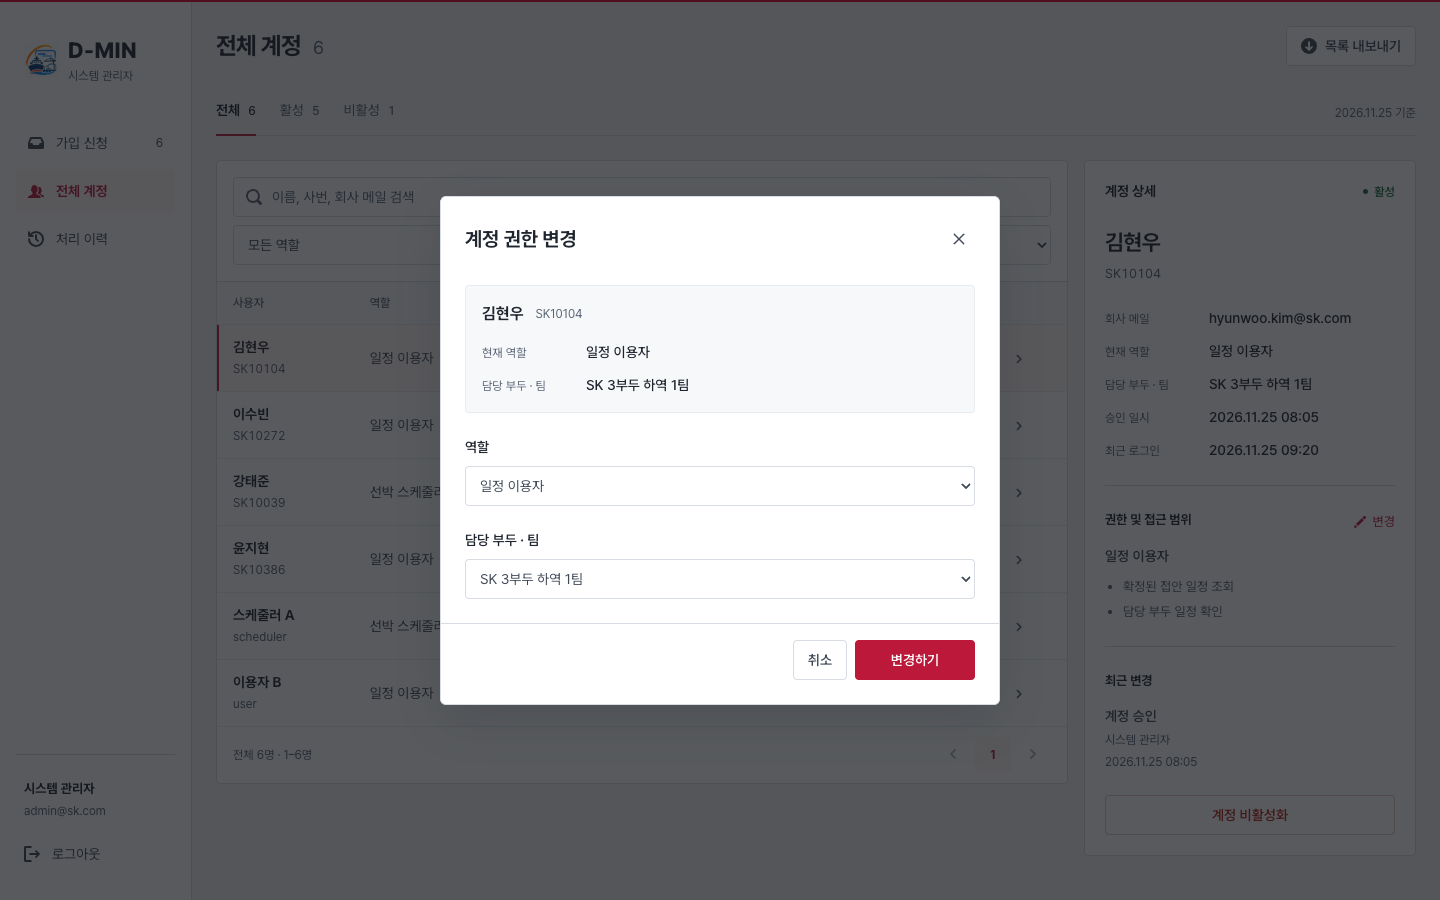 D-MIN
시스템 관리자
가입 신청 6
전체 계정
처리 이력
시스템 관리자
admin@sk.com
로그아웃
전체 계정 6
목록 내보내기
전체 6 활성 5 비활성 1
2026.11.25 기준
이름, 사번, 회사 메일 검색
모든 역할
사용자 역할
김현우
SK10104
일정 이용자
이수빈
SK10272
일정 이용자
강태준
SK10039
선박 스케줄러
윤지현
SK10386
일정 이용자
스케줄러 A
scheduler
선박 스케줄러
이용자 B
user
일정 이용자
전체 6명 · 1–6명
1
계정 권한 변경
김현우 SK10104
현재 역할 일정 이용자
담당 부두 · 팀 SK 3부두 하역 1팀
역할
일정 이용자
담당 부두 · 팀
SK 3부두 하역 1팀
취소
변경하기
계정 상세
활성
김현우
SK10104
회사 메일 hyunwoo.kim@sk.com
현재 역할 일정 이용자
담당 부두 · 팀 SK 3부두 하역 1팀
승인 일시 2026.11.25 08:05
최근 로그인 2026.11.25 09:20
권한 및 접근 범위
변경
일정 이용자
• 확정된 접안 일정 조회
• 담당 부두 일정 확인
최근 변경
계정 승인
시스템 관리자
2026.11.25 08:05
계정 비활성화